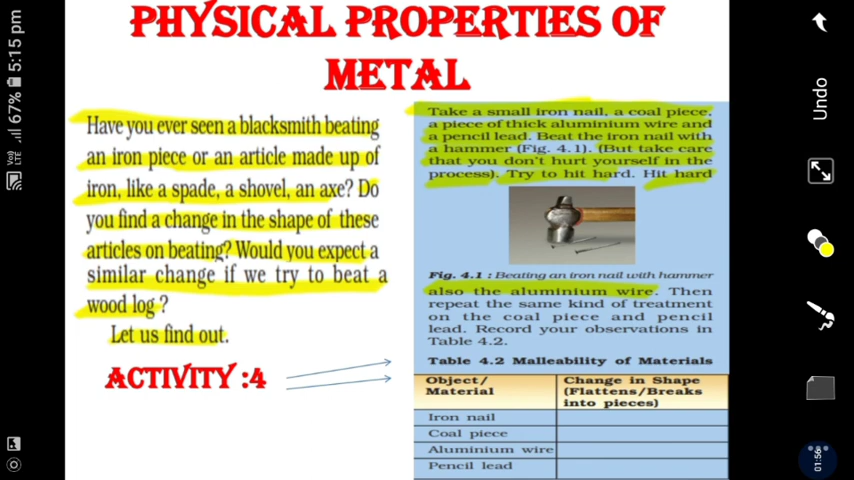 PHYSICAL PROPERTIES OF
METAL
Have you ever seen a blacksmith beating
an iron piece or an article made up of
iron, like a spade, a shovel, an axe? Do
you find a change in the shape of these
articles on beating? Would you expect a
similar change if we try to beat a
wood log ?
Let us find out.
ACTIVITY :4
Take a small iron nail, a coal piece,
a piece of thick aluminium wire and
a pencil lead. Beat the iron nail with
a hammer (Fig. 4.1). (But take care
that you don't hurt yourself in the
process). Try to hit hard. Hit hard
Fig. 4.1 : Beating an iron nail with hammer
also the aluminium wire. Then
repeat the same kind of treatment
on the coal piece and pencil
lead. Record your observations in
Table 4.2.
Table 4.2 Malleability of Materials
Object/ Change in Shape
Material (Flattens/Breaks
into pieces)
Iron nail
Coal piece
Aluminium wire
Pencil lead
67% 5:15 pm
Vo)) LTE
Undo
01:56